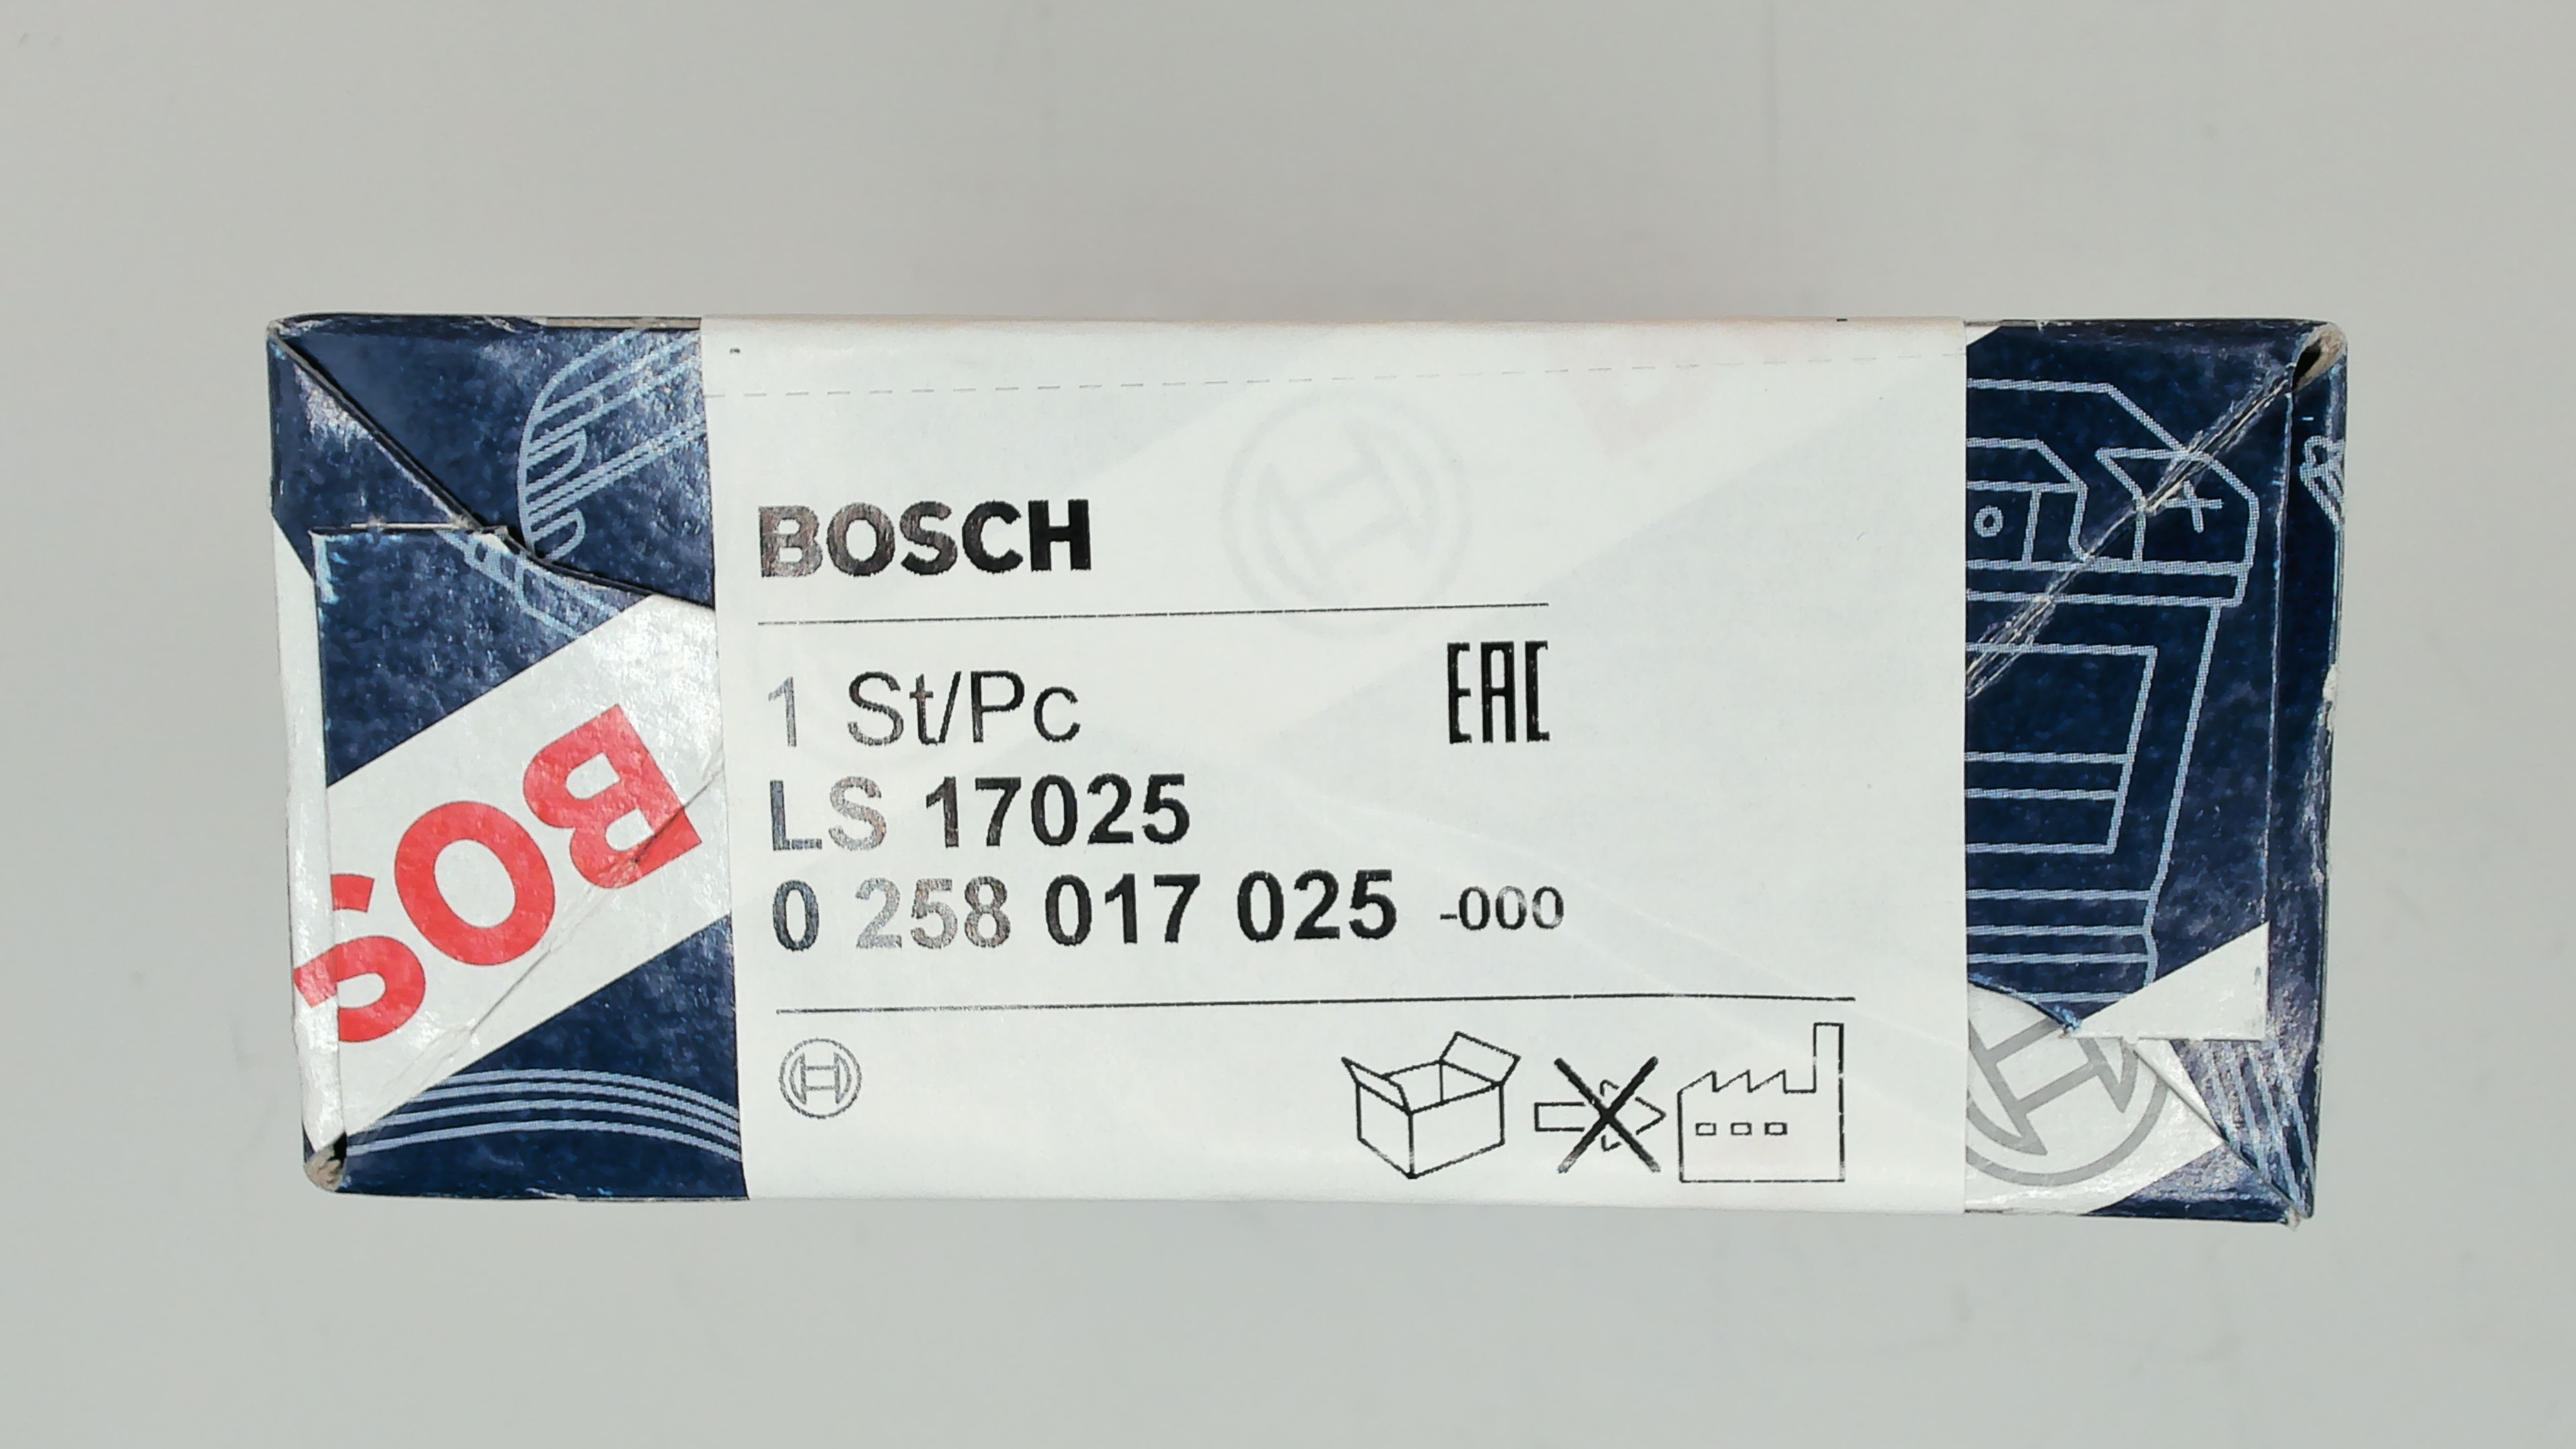 BOSCH
1 St/Pc
EAC
LS 17025
0 258 017 025 -000
BOS